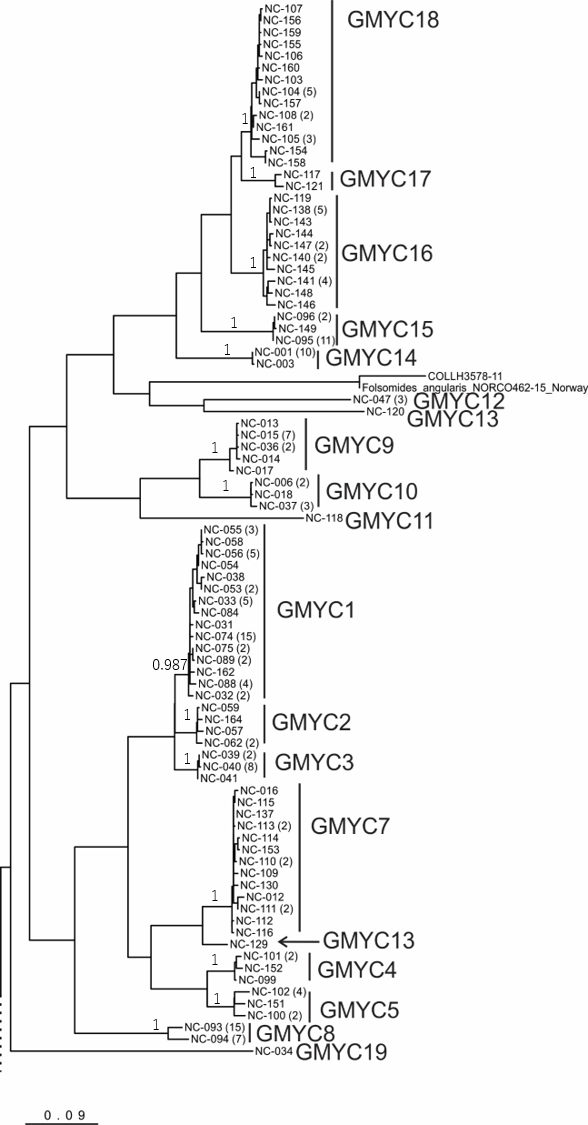 NC-107
NC-156
GMYC18
NC-159
NC-155
NC-106
NC-160
NC-103
NC-104 (5)
NC-157
NC-108 (2)
1
NC-161
NC-105 (3)
NC-154
NC-158
1
NC-117
GMYC17
NC-121
NC-119
NC-138 (5)
NC-143
NC-144
NC-147 (2)
GMYC16
NC-140 (2)
1
NC-145
NC-141 (4)
NC-148
NC-146
NC-096 (2)
1
NC-149
GMYC15
NC-095 (11)
1
NC-001 (10)
GMYC14
NC-003
COLLH3578-11
Folsomides_angularis_NORCO462-15_Norway
NC-047 (3)
GMYC12
NC-120
GMYC13
NC-013
NC-015 (7)
1
NC-036 (2)
GMYC9
NC-014
NC-017
1
NC-006 (2)
NC-018
GMYC10
NC-037 (3)
NC-118
GMYC11
NC-055 (3)
NC-058
NC-056 (5)
NC-054
NC-038
NC-053 (2)
NC-033 (5)
GMYC1
NC-084
NC-031
NC-074 (15)
NC-075 (2)
NC-089 (2)
0.987
NC-162
NC-088 (4)
NC-032 (2)
NC-059
1
NC-164
GMYC2
NC-057
NC-062 (2)
NC-039 (2)
1
NC-040 (8)
GMYC3
NC-041
NC-016
NC-115
NC-137
NC-113 (2)
GMYC7
NC-114
NC-153
NC-110 (2)
NC-109
NC-130
1
NC-012
NC-111 (2)
NC-112
NC-116
NC-129
GMYC13
NC-101 (2)
1
NC-152
GMYC4
NC-099
NC-102 (4)
1
NC-151
GMYC5
NC-100 (2)
1
NC-093 (15)
GMYC8
NC-094 (7)
NC-034
GMYC19
0.09